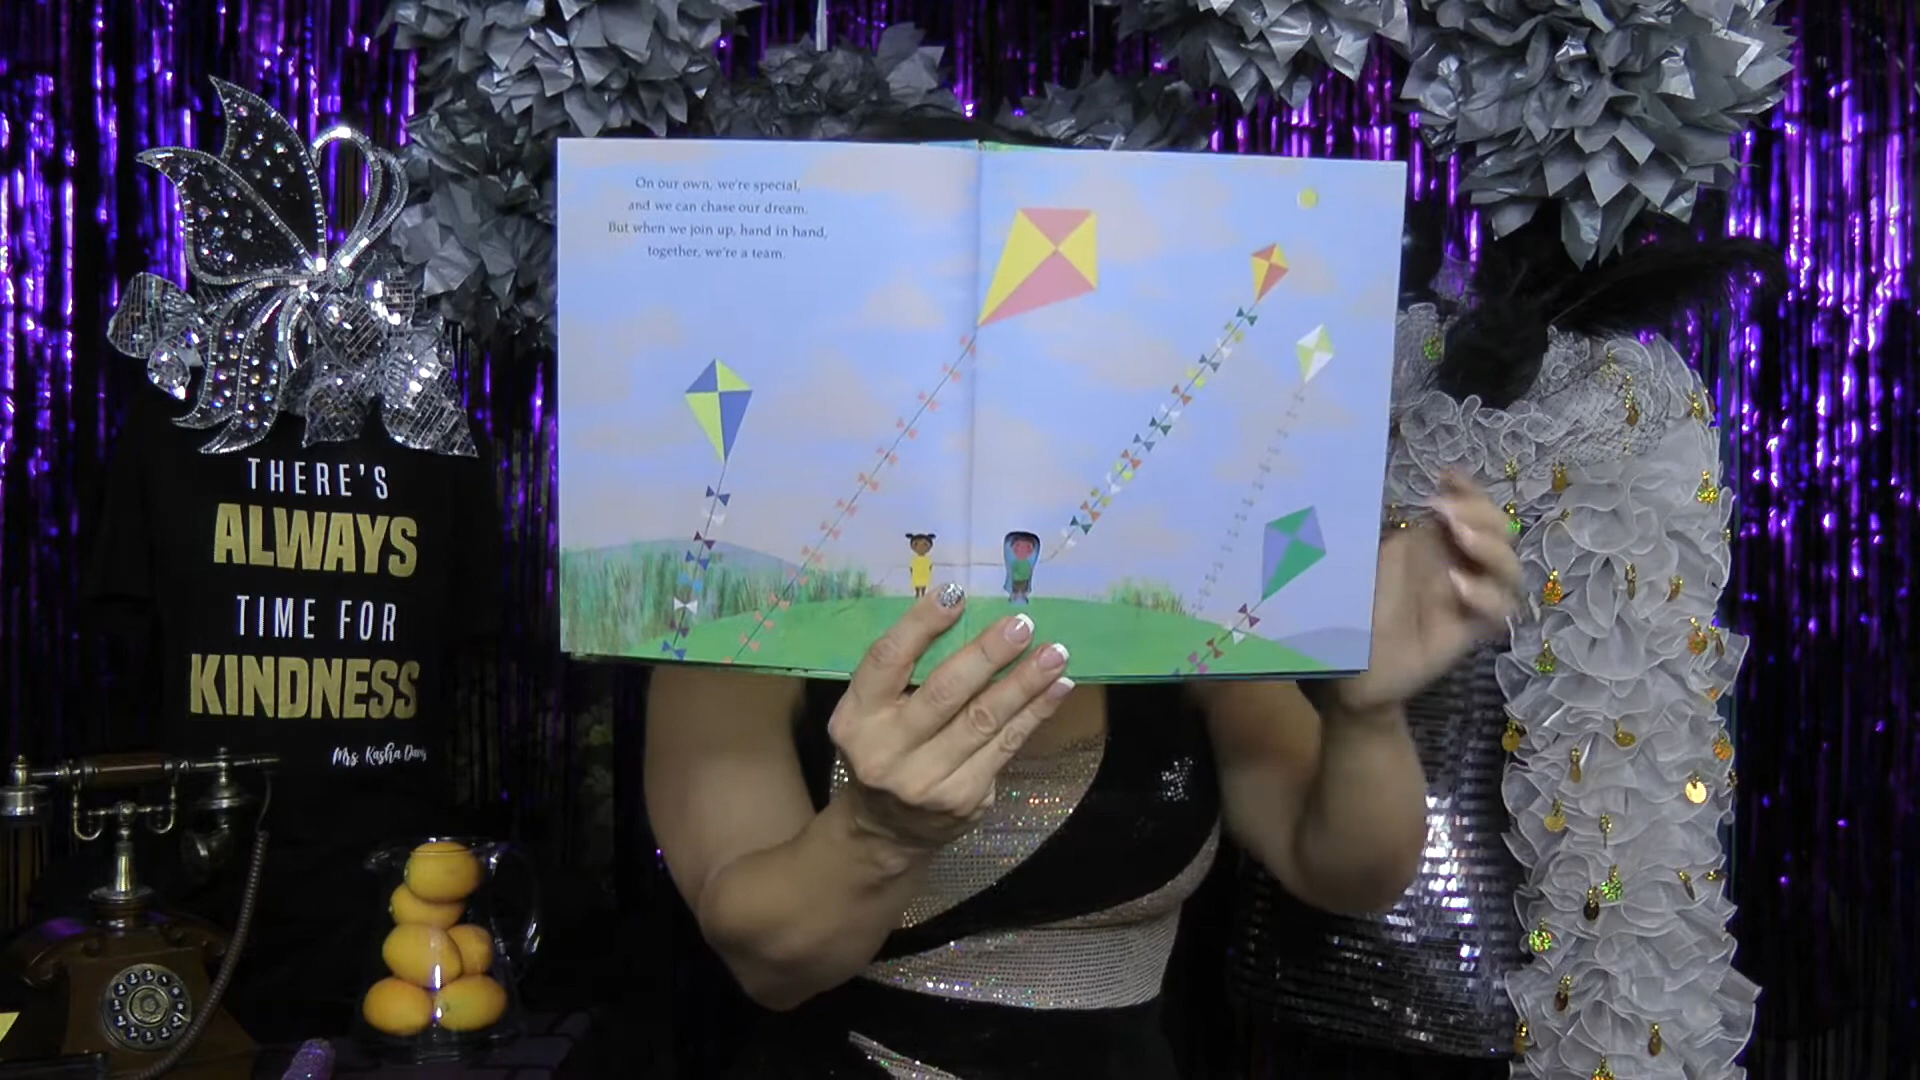 On our own, we're special,
and we can chase our dream.
But when we join up, hand in hand,
together, we're a team.
THERE'S
ALWAYS
TIME FOR
KINDNESS
Mrs. Kasha Davis